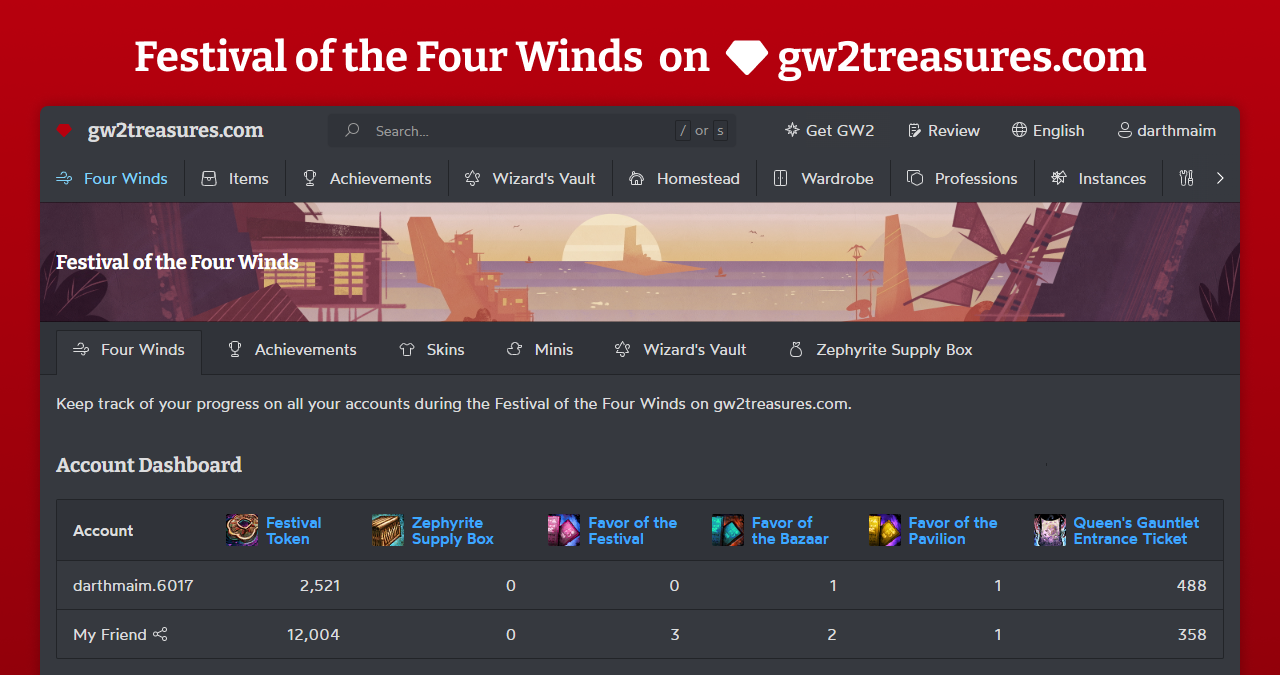 Festival of the Four Winds on gw2treasures.com
gw2treasures.com Search... / or s Get GW2 Review English darthmaim
Four Winds Items Achievements Wizard's Vault Homestead Wardrobe Professions Instances
Festival of the Four Winds
Four Winds Achievements Skins Minis Wizard's Vault Zephyrite Supply Box
Keep track of your progress on all your accounts during the Festival of the Four Winds on gw2treasures.com.
Account Dashboard
Account Festival Token Zephyrite Supply Box Favor of the Festival Favor of the Bazaar Favor of the Pavilion Queen's Gauntlet Entrance Ticket
darthmaim.6017 2,521 0 0 1 1 488
My Friend 12,004 0 3 2 1 358